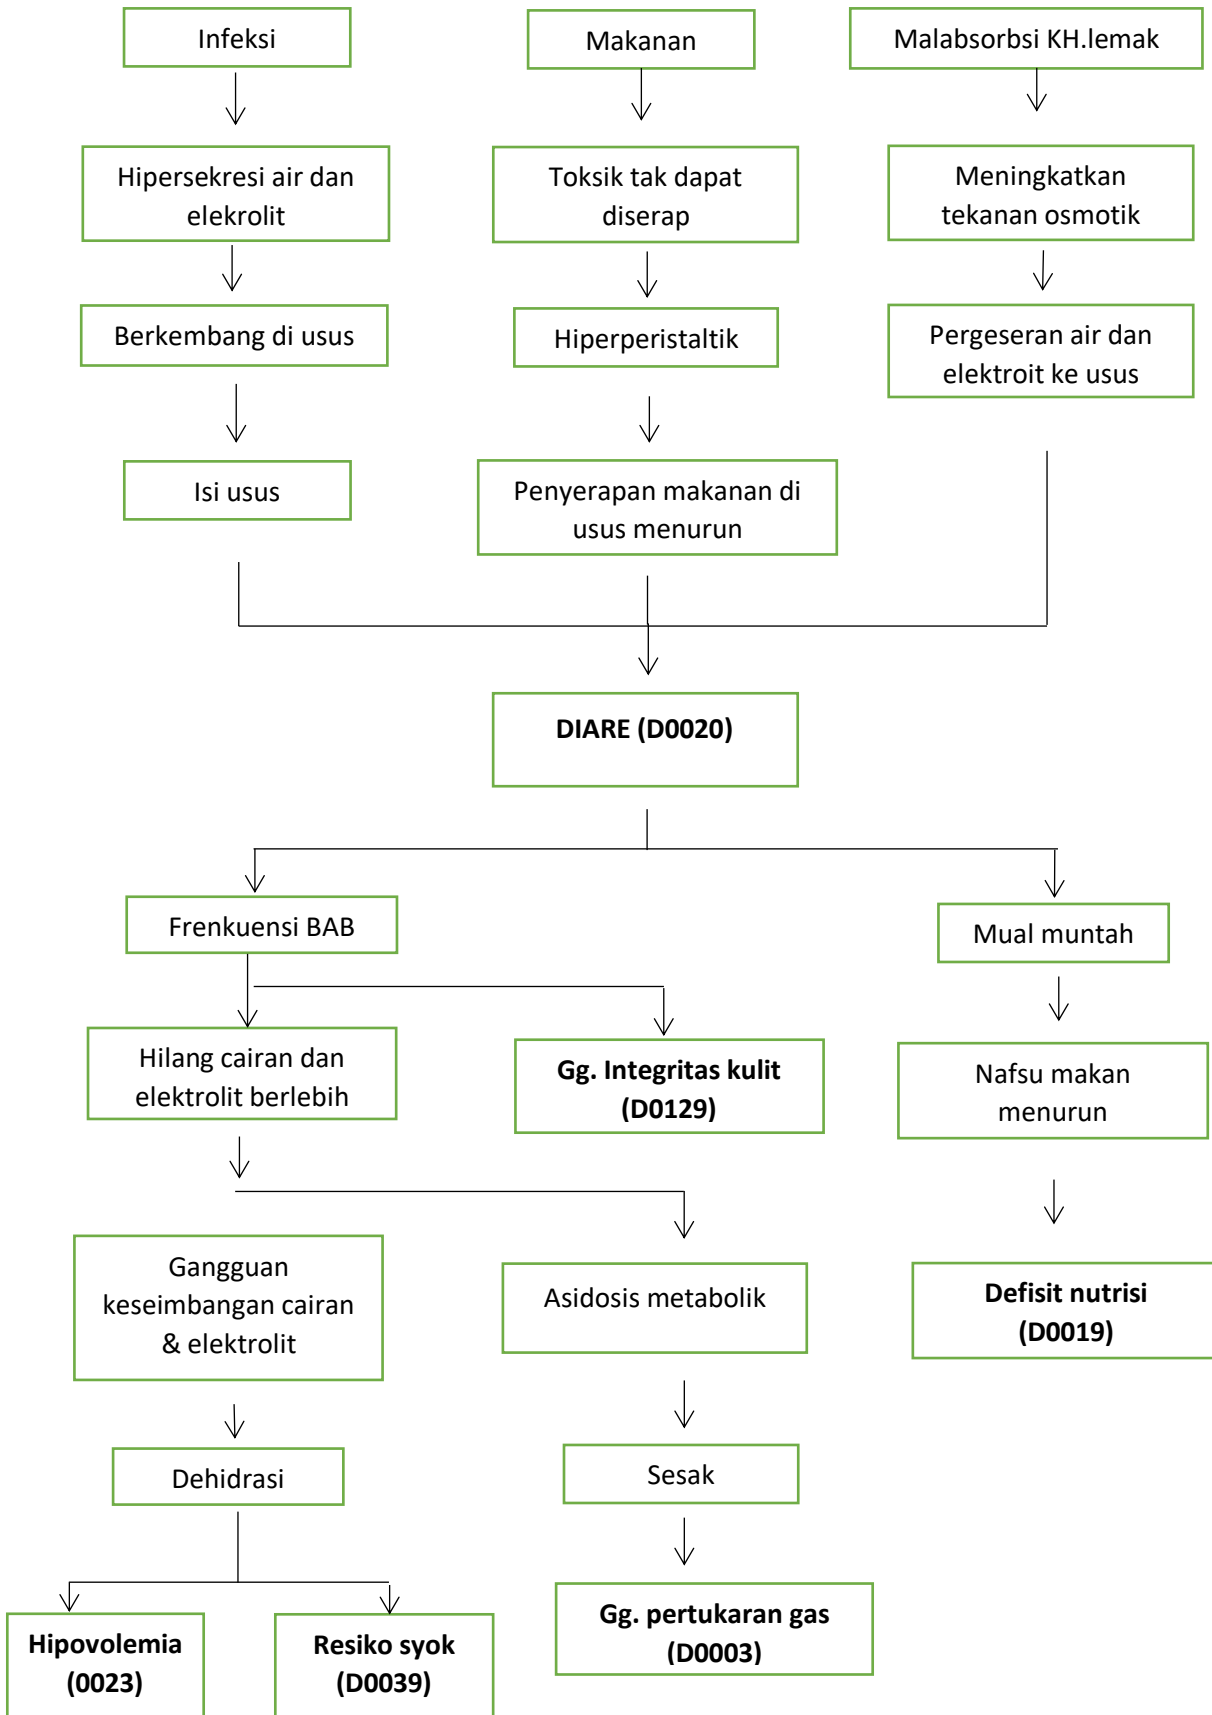 Infeksi
Makanan
Malabsorbsi KH.lemak
Hipersekresi air dan
elekrolit
Toksik tak dapat
diserap
Meningkatkan
tekanan osmotik
Berkembang di usus
Hiperperistaltik
Pergeseran air dan
elektroit ke usus
Isi usus
Penyerapan makanan di
usus menurun
DIARE (D0020)
Frenkuensi BAB
Mual muntah
Hilang cairan dan
elektrolit berlebih
Gg. Integritas kulit
(D0129)
Nafsu makan
menurun
Gangguan
keseimbangan cairan
& elektrolit
Asidosis metabolik
Defisit nutrisi
(D0019)
Dehidrasi
Sesak
Hipovolemia
(0023)
Resiko syok
(D0039)
Gg. pertukaran gas
(D0003)